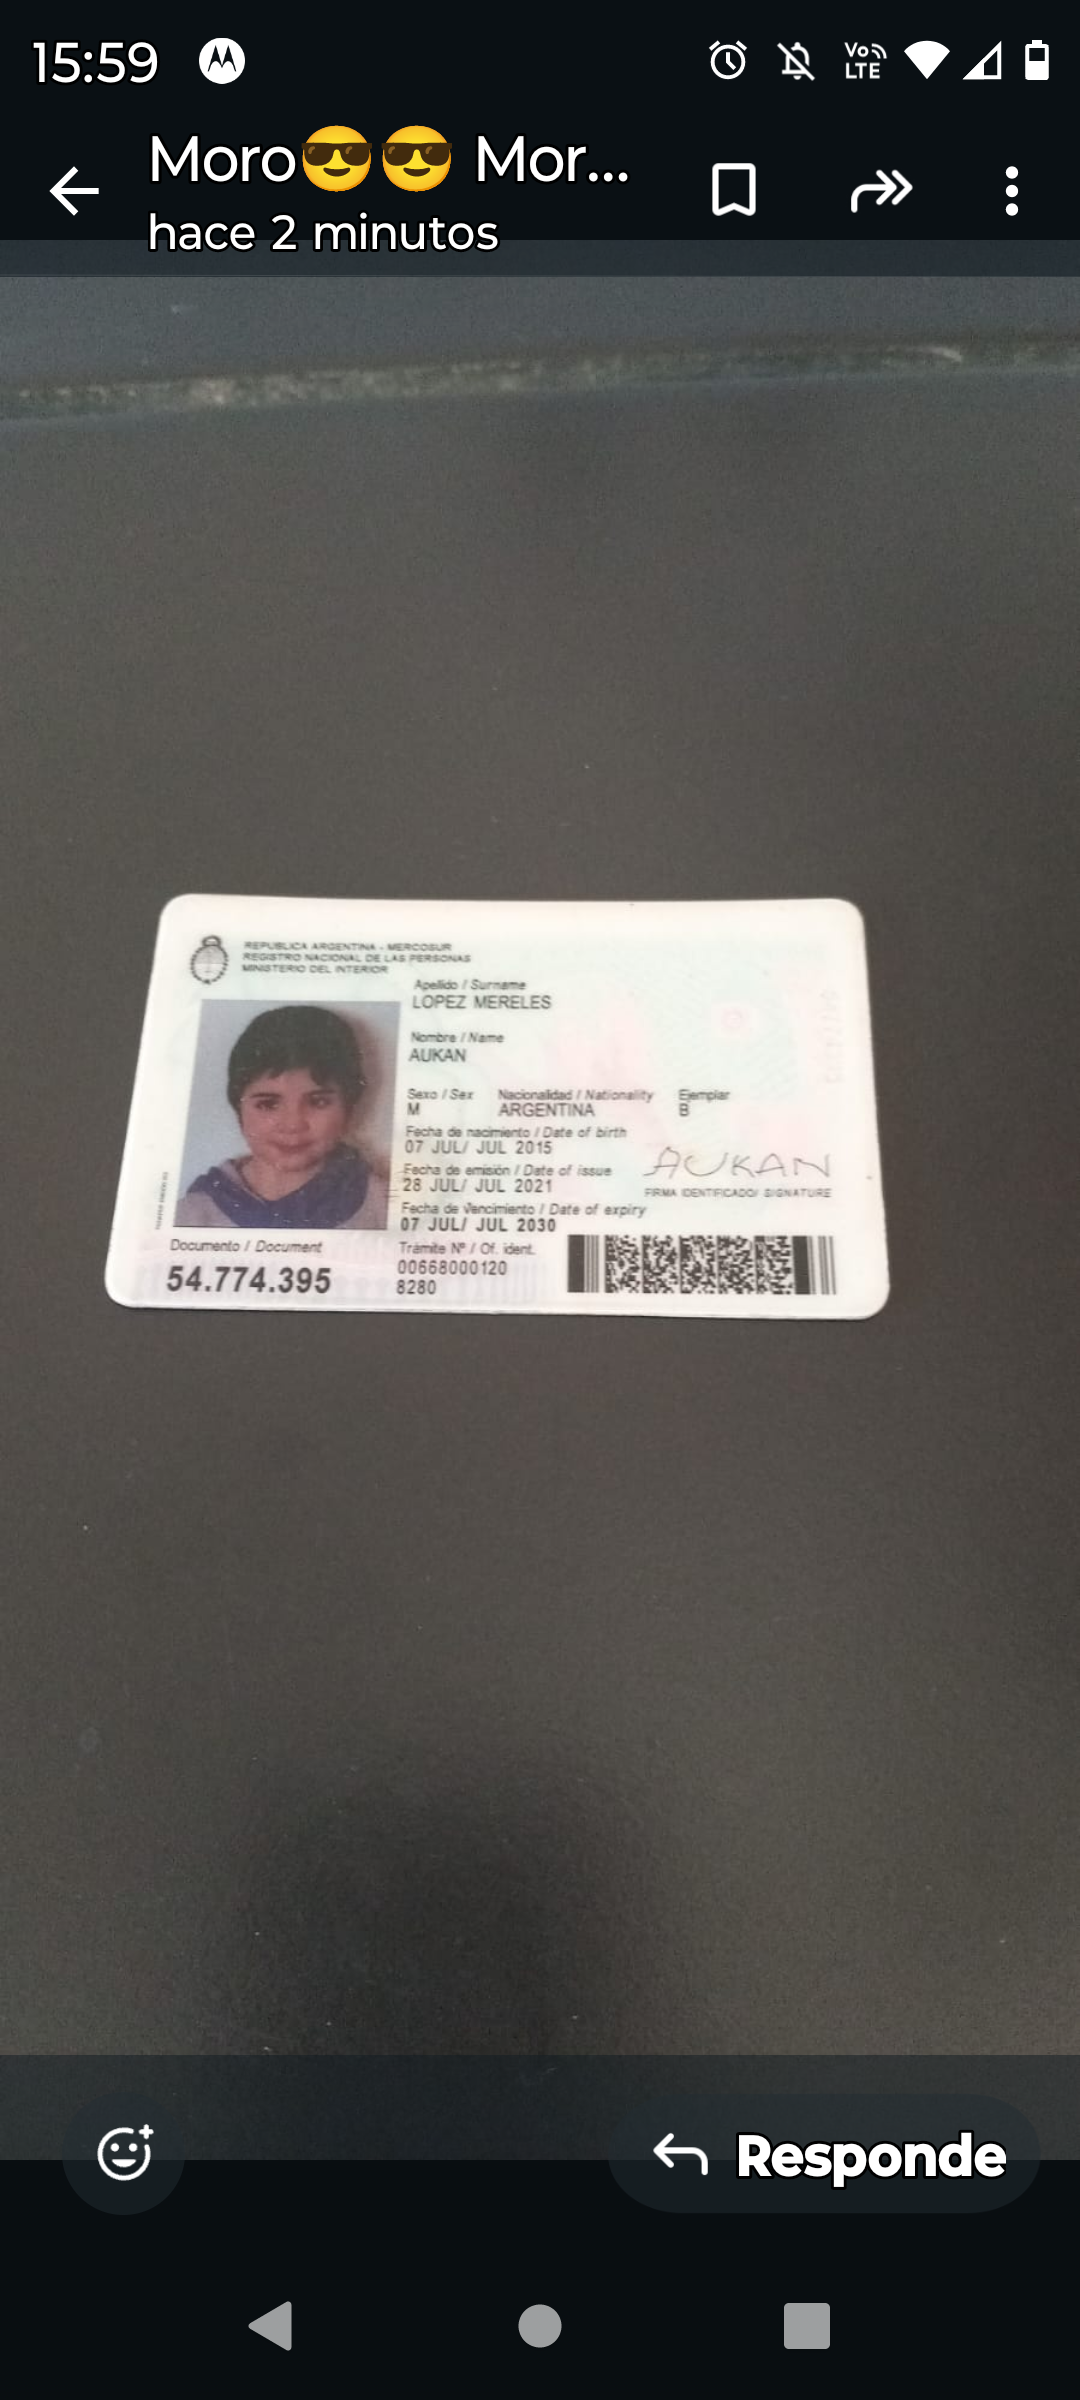 15:59
Vo LTE
Moro😎😎 Mor...
hace 2 minutos
REPUBLICA ARGENTINA - MERCOSUR
REGISTRO NACIONAL DE LAS PERSONAS
MINISTERIO DEL INTERIOR
Apellido / Surname
LOPEZ MERELES
Nombre / Name
AUKAN
Sexo / Sex Nacionalidad / Nationality Ejemplar
M ARGENTINA B
Fecha de nacimiento / Date of birth
07 JUL/ JUL 2015
Fecha de emisión / Date of issue
28 JUL/ JUL 2021
AUKAN
FIRMA IDENTIFICADO/ SIGNATURE
Fecha de Vencimiento / Date of expiry
07 JUL/ JUL 2030
Documento / Document
54.774.395
Trámite Nº / Of. ident.
00668000120
8280
Responde